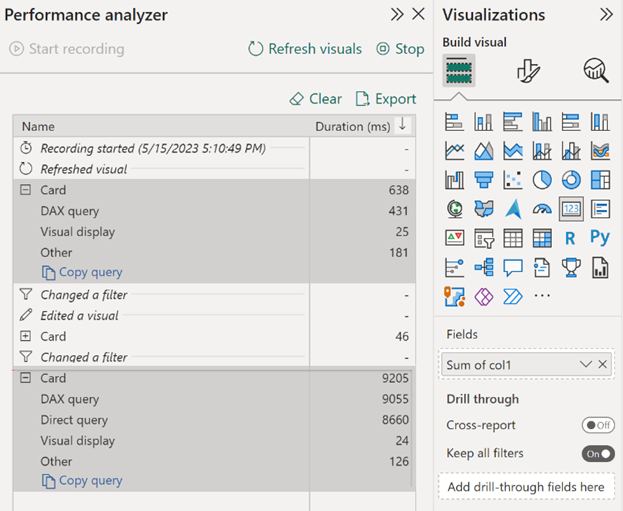 Performance analyzer
Start recording
Refresh visuals
Stop
Clear
Export
Name Duration (ms)
Recording started (5/15/2023 5:10:49 PM) -
Refreshed visual -
Card 638
DAX query 431
Visual display 25
Other 181
Copy query
Changed a filter -
Edited a visual -
Card 46
Changed a filter -
Card 9205
DAX query 9055
Direct query 8660
Visual display 24
Other 126
Copy query
Visualizations
Build visual
123
R
Py
Fields
Sum of col1
Drill through
Cross-report Off
Keep all filters On
Add drill-through fields here